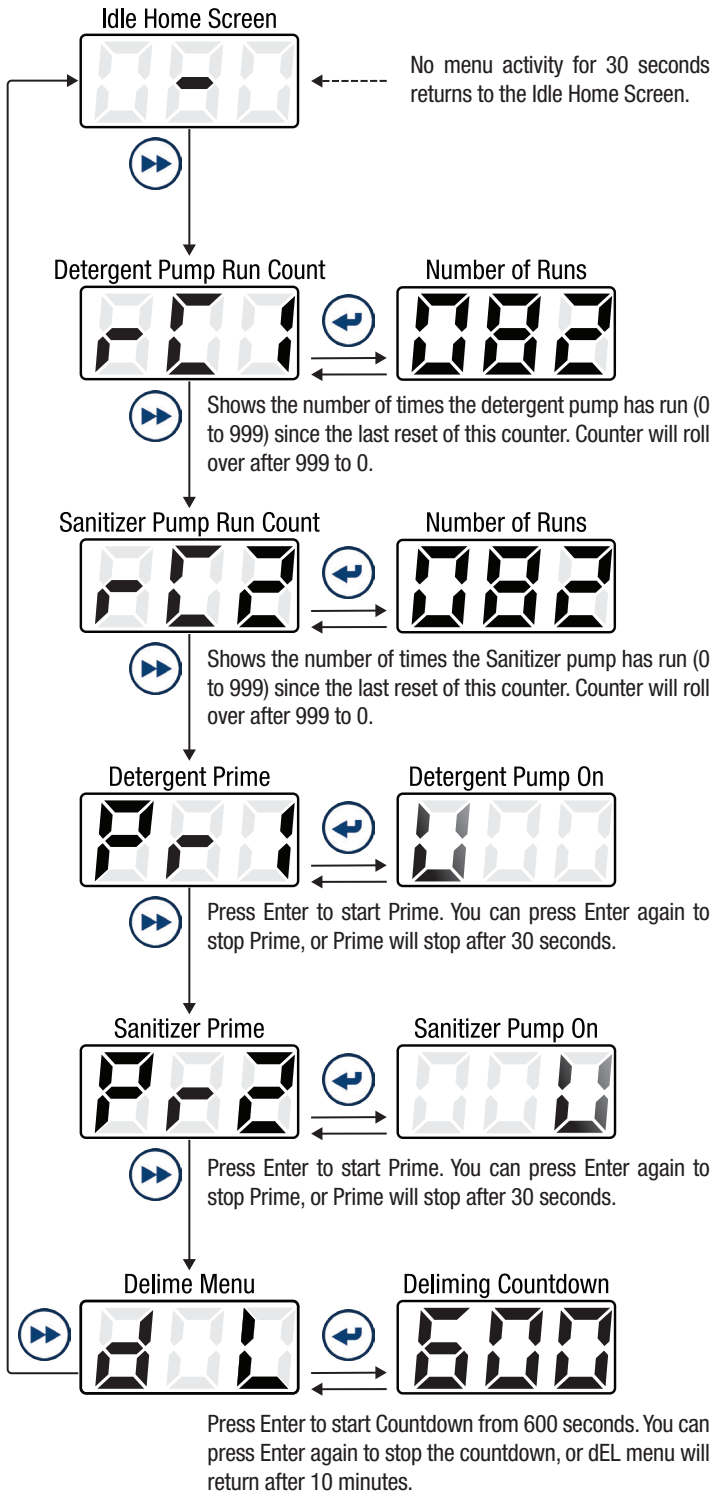 Idle Home Screen
-
No menu activity for 30 seconds
returns to the Idle Home Screen.
Detergent Pump Run Count
Number of Runs
rC1
082
Shows the number of times the detergent pump has run (0
to 999) since the last reset of this counter. Counter will roll
over after 999 to 0.
Sanitizer Pump Run Count
Number of Runs
rC2
082
Shows the number of times the Sanitizer pump has run (0
to 999) since the last reset of this counter. Counter will roll
over after 999 to 0.
Detergent Prime
Detergent Pump On
Pr1
U
Press Enter to start Prime. You can press Enter again to
stop Prime, or Prime will stop after 30 seconds.
Sanitizer Prime
Sanitizer Pump On
Pr2
U
Press Enter to start Prime. You can press Enter again to
stop Prime, or Prime will stop after 30 seconds.
Delime Menu
Deliming Countdown
d L
600
Press Enter to start Countdown from 600 seconds. You can
press Enter again to stop the countdown, or dEL menu will
return after 10 minutes.